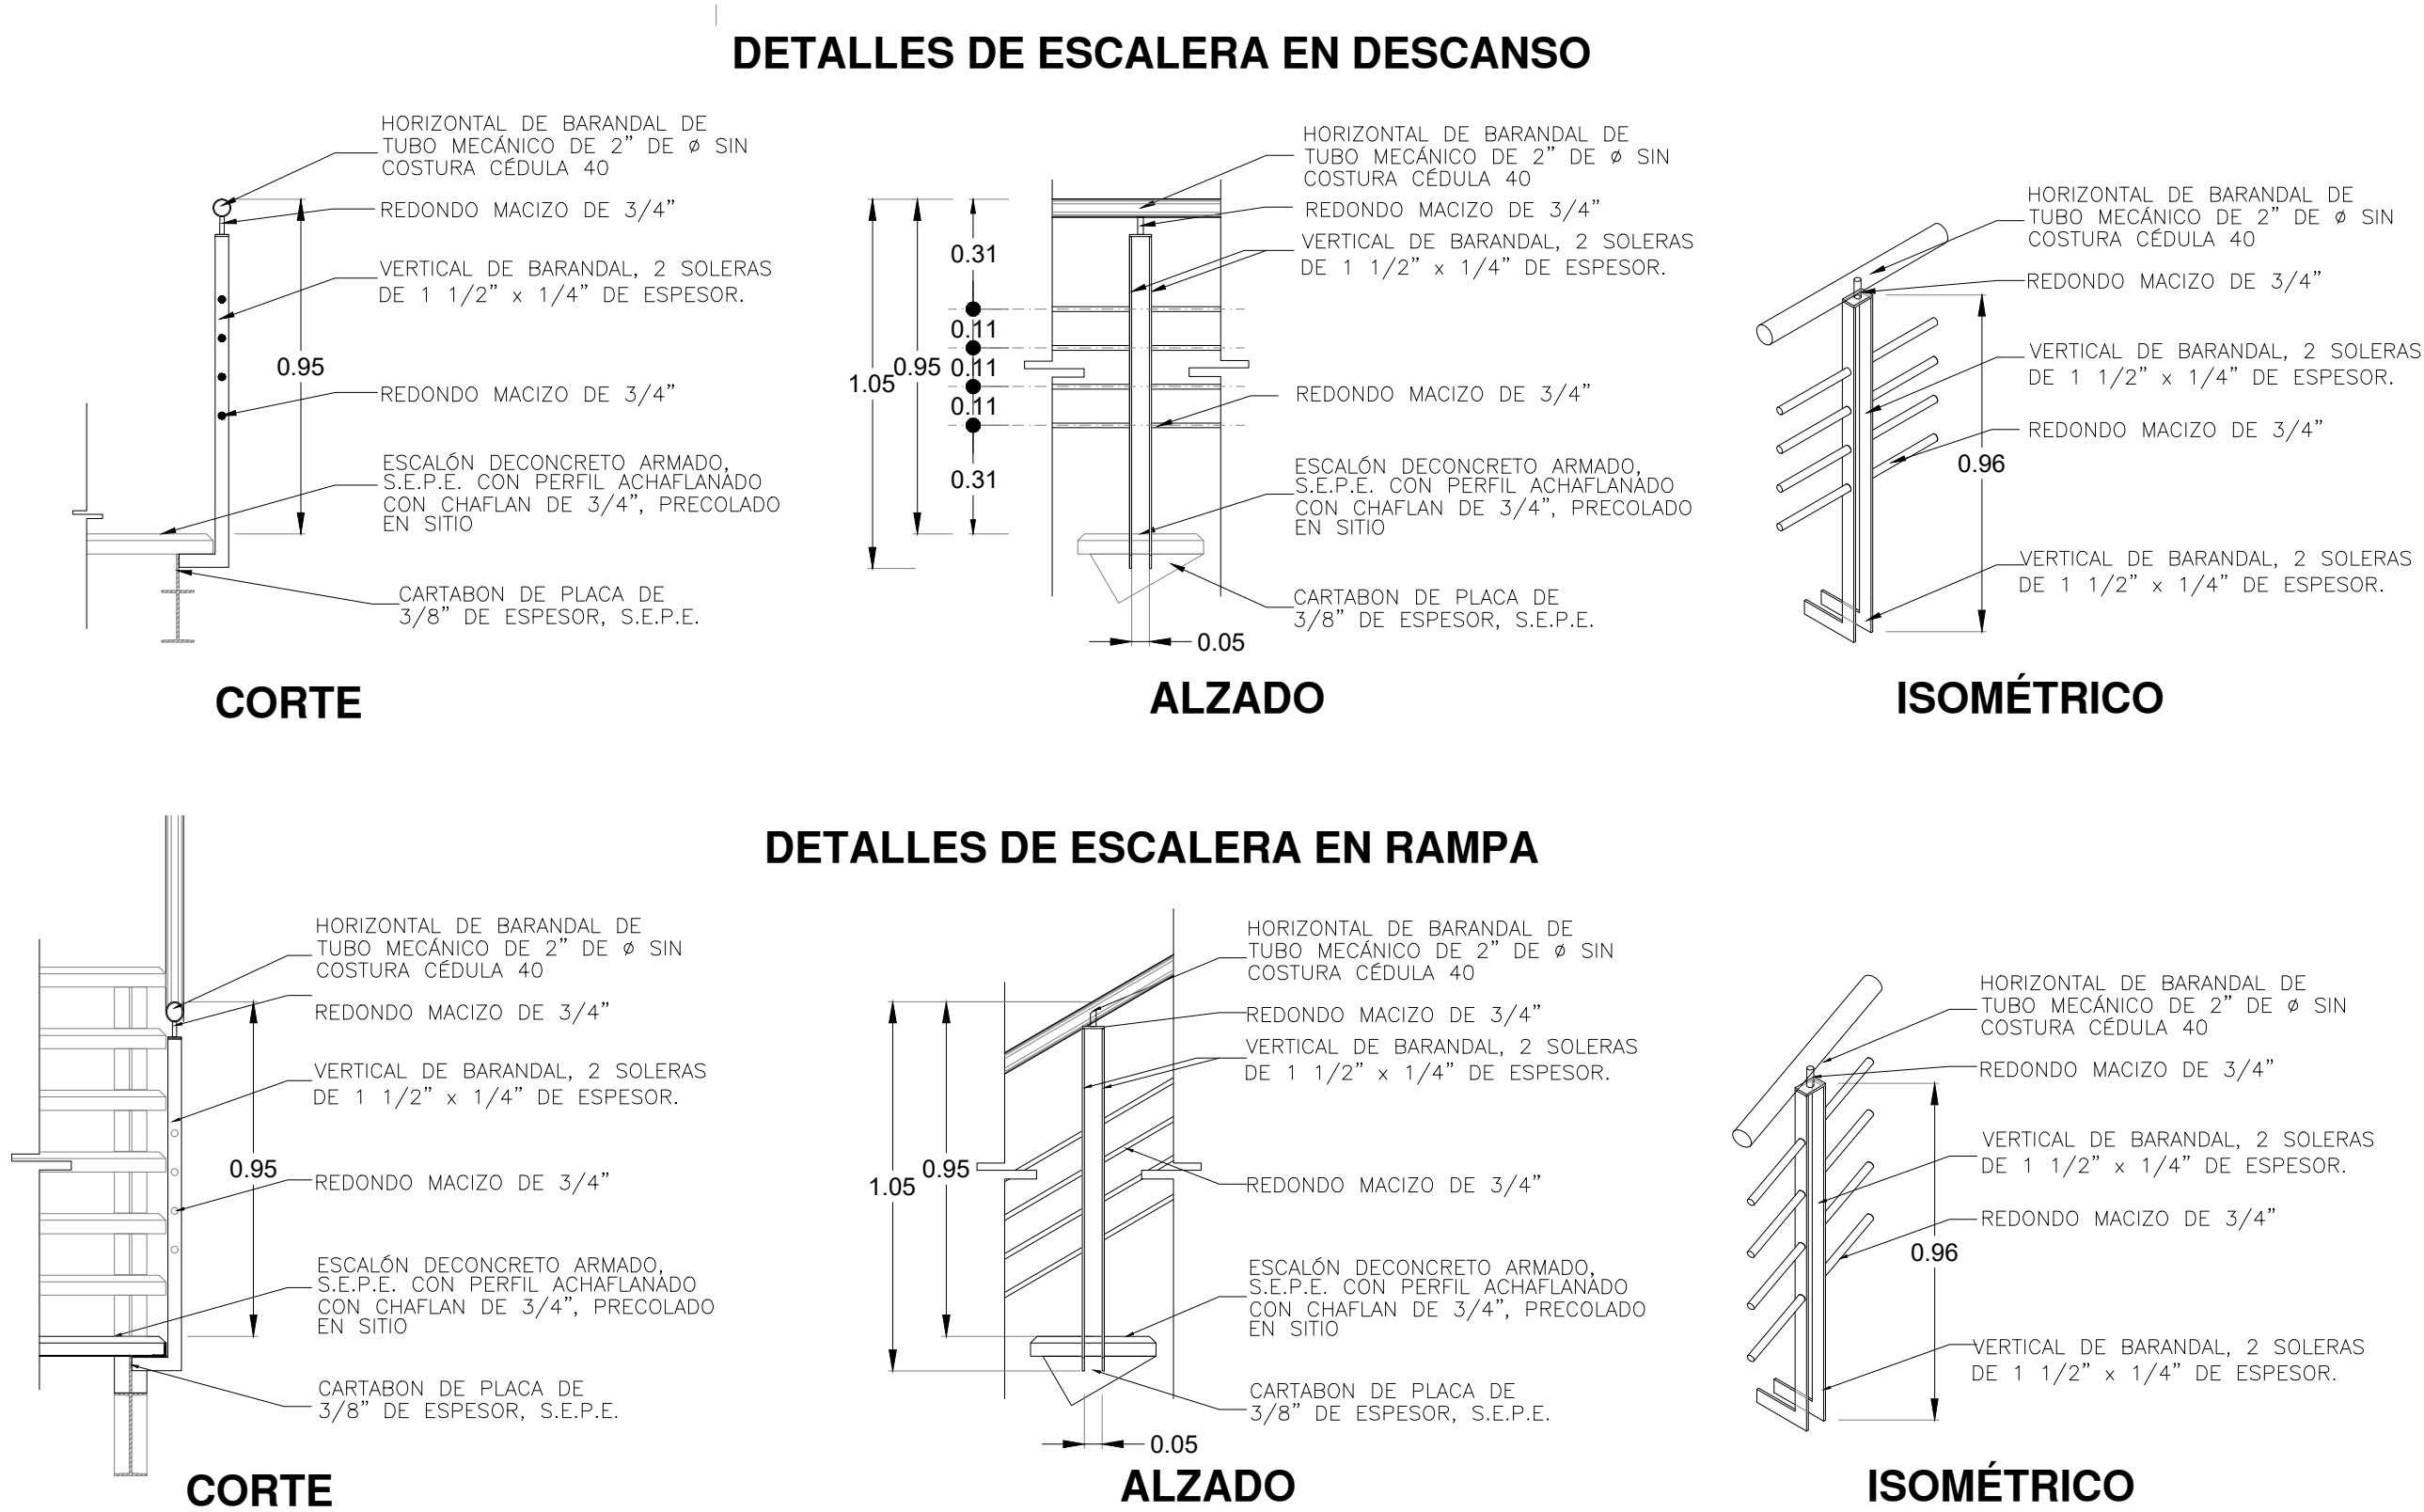 DETALLES DE ESCALERA EN DESCANSO
HORIZONTAL DE BARANDAL DE
TUBO MECÁNICO DE 2” DE ø SIN
COSTURA CÉDULA 40
REDONDO MACIZO DE 3/4”
VERTICAL DE BARANDAL, 2 SOLERAS
DE 1 1/2” x 1/4” DE ESPESOR.
0.95
REDONDO MACIZO DE 3/4”
ESCALÓN DECONCRETO ARMADO,
S.E.P.E. CON PERFIL ACHAFLANADO
CON CHAFLAN DE 3/4”, PRECOLADO
EN SITIO
CARTABON DE PLACA DE
3/8” DE ESPESOR, S.E.P.E.
CORTE
HORIZONTAL DE BARANDAL DE
TUBO MECÁNICO DE 2” DE ø SIN
COSTURA CÉDULA 40
REDONDO MACIZO DE 3/4”
VERTICAL DE BARANDAL, 2 SOLERAS
DE 1 1/2” x 1/4” DE ESPESOR.
0.31
0.11
0.11
0.11
0.31
0.95
1.05
REDONDO MACIZO DE 3/4”
ESCALÓN DECONCRETO ARMADO,
S.E.P.E. CON PERFIL ACHAFLANADO
CON CHAFLAN DE 3/4”, PRECOLADO
EN SITIO
CARTABON DE PLACA DE
3/8” DE ESPESOR, S.E.P.E.
0.05
ALZADO
HORIZONTAL DE BARANDAL DE
TUBO MECÁNICO DE 2” DE ø SIN
COSTURA CÉDULA 40
REDONDO MACIZO DE 3/4”
VERTICAL DE BARANDAL, 2 SOLERAS
DE 1 1/2” x 1/4” DE ESPESOR.
REDONDO MACIZO DE 3/4”
0.96
VERTICAL DE BARANDAL, 2 SOLERAS
DE 1 1/2” x 1/4” DE ESPESOR.
ISOMÉTRICO
DETALLES DE ESCALERA EN RAMPA
HORIZONTAL DE BARANDAL DE
TUBO MECÁNICO DE 2” DE ø SIN
COSTURA CÉDULA 40
REDONDO MACIZO DE 3/4”
VERTICAL DE BARANDAL, 2 SOLERAS
DE 1 1/2” x 1/4” DE ESPESOR.
0.95
REDONDO MACIZO DE 3/4”
ESCALÓN DECONCRETO ARMADO,
S.E.P.E. CON PERFIL ACHAFLANADO
CON CHAFLAN DE 3/4”, PRECOLADO
EN SITIO
CARTABON DE PLACA DE
3/8” DE ESPESOR, S.E.P.E.
CORTE
HORIZONTAL DE BARANDAL DE
TUBO MECÁNICO DE 2” DE ø SIN
COSTURA CÉDULA 40
REDONDO MACIZO DE 3/4”
VERTICAL DE BARANDAL, 2 SOLERAS
DE 1 1/2” x 1/4” DE ESPESOR.
0.95
1.05
REDONDO MACIZO DE 3/4”
ESCALÓN DECONCRETO ARMADO,
S.E.P.E. CON PERFIL ACHAFLANADO
CON CHAFLAN DE 3/4”, PRECOLADO
EN SITIO
CARTABON DE PLACA DE
3/8” DE ESPESOR, S.E.P.E.
0.05
ALZADO
HORIZONTAL DE BARANDAL DE
TUBO MECÁNICO DE 2” DE ø SIN
COSTURA CÉDULA 40
REDONDO MACIZO DE 3/4”
VERTICAL DE BARANDAL, 2 SOLERAS
DE 1 1/2” x 1/4” DE ESPESOR.
REDONDO MACIZO DE 3/4”
0.96
VERTICAL DE BARANDAL, 2 SOLERAS
DE 1 1/2” x 1/4” DE ESPESOR.
ISOMÉTRICO